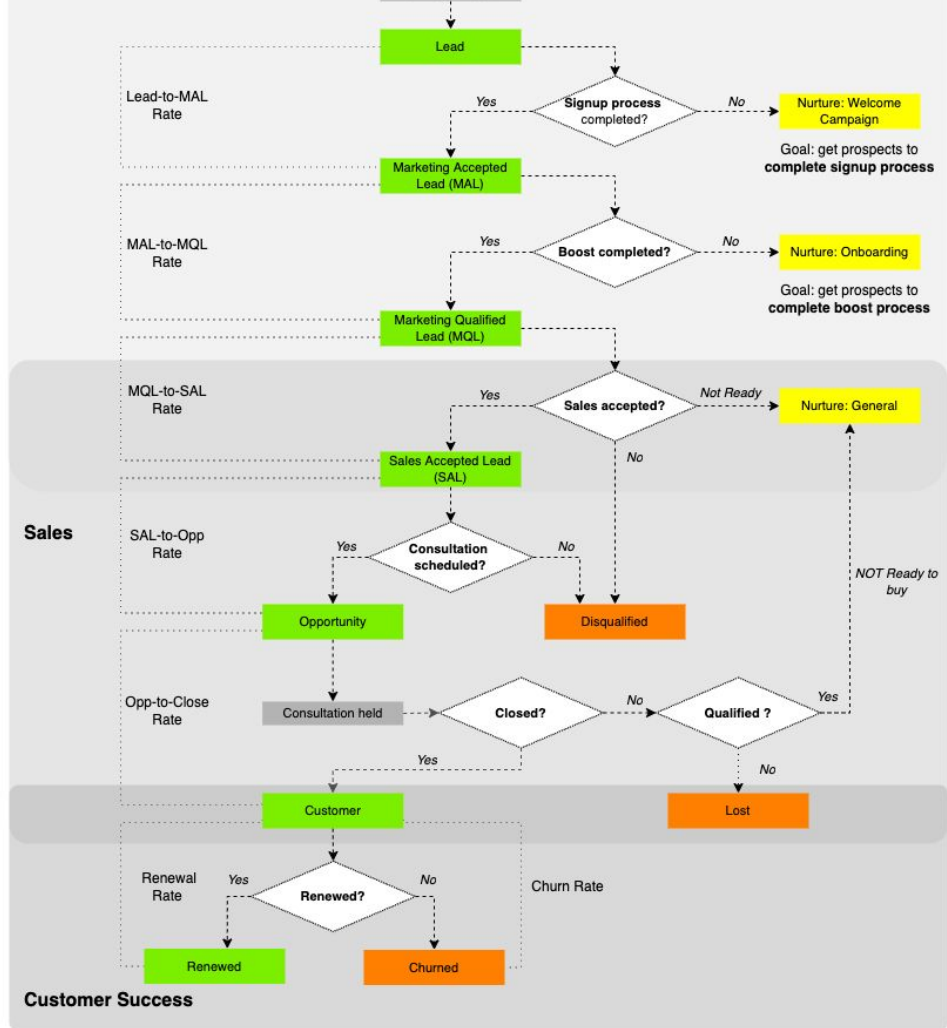 Lead
Lead-to-MAL
Rate
Yes
Signup process
completed?
No
Nurture: Welcome
Campaign
Goal: get prospects to
complete signup process
Marketing Accepted
Lead (MAL)
MAL-to-MQL
Rate
Yes
Boost completed?
No
Nurture: Onboarding
Goal: get prospects to
complete boost process
Marketing Qualified
Lead (MQL)
MQL-to-SAL
Rate
Yes
Sales accepted?
Not Ready
Nurture: General
No
Sales Accepted Lead
(SAL)
Sales
SAL-to-Opp
Rate
Yes
Consultation
scheduled?
No
NOT Ready to
buy
Opportunity
Disqualified
Opp-to-Close
Rate
Consultation held
Closed?
No
Qualified ?
Yes
Yes
No
Customer
Lost
Renewal
Rate
Yes
Renewed?
No
Churn Rate
Renewed
Churned
Customer Success